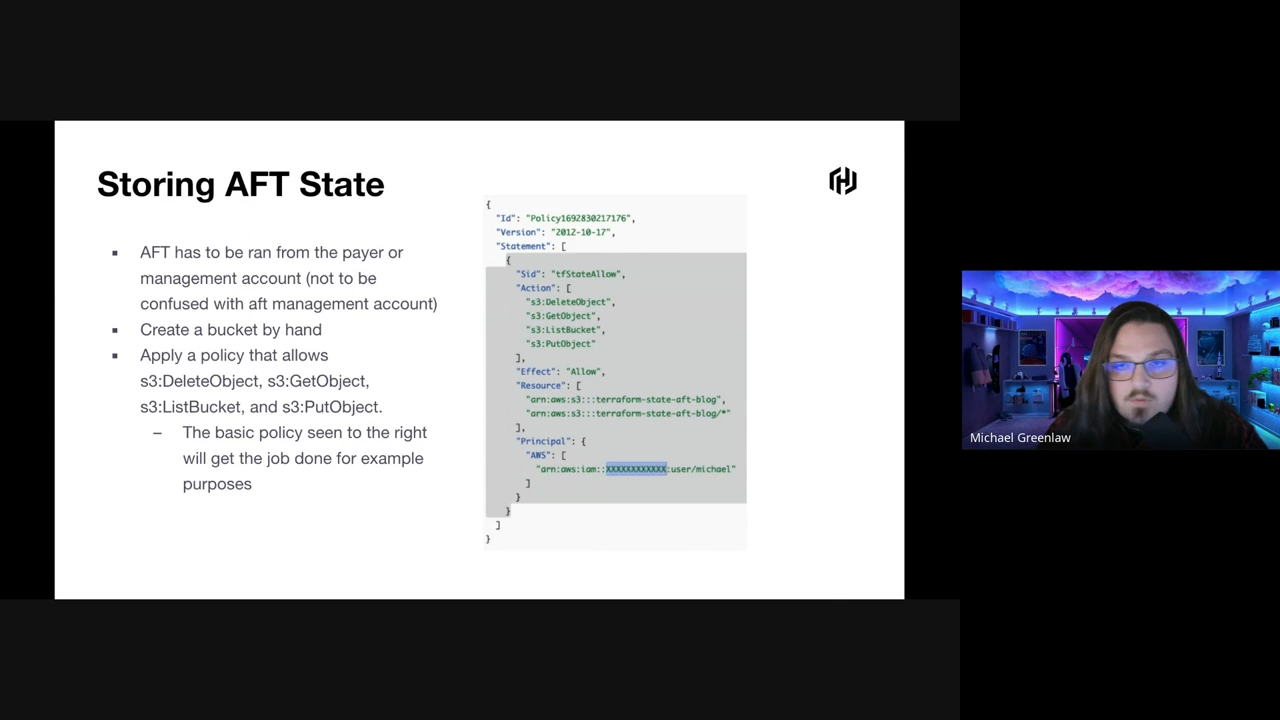 Storing AFT State
▪ AFT has to be ran from the payer or
management account (not to be
confused with aft management account)
▪ Create a bucket by hand
▪ Apply a policy that allows
s3:DeleteObject, s3:GetObject,
s3:ListBucket, and s3:PutObject.
– The basic policy seen to the right
will get the job done for example
purposes
{
"Id": "Policy1692830217176",
"Version": "2012-10-17",
"Statement": [
{
"Sid": "tfStateAllow",
"Action": [
"s3:DeleteObject",
"s3:GetObject",
"s3:ListBucket",
"s3:PutObject"
],
"Effect": "Allow",
"Resource": [
"arn:aws:s3:::terraform-state-aft-blog",
"arn:aws:s3:::terraform-state-aft-blog/*"
],
"Principal": {
"AWS": [
"arn:aws:iam::XXXXXXXXXXXX:user/michael"
]
}
}
]
}
Michael Greenlaw